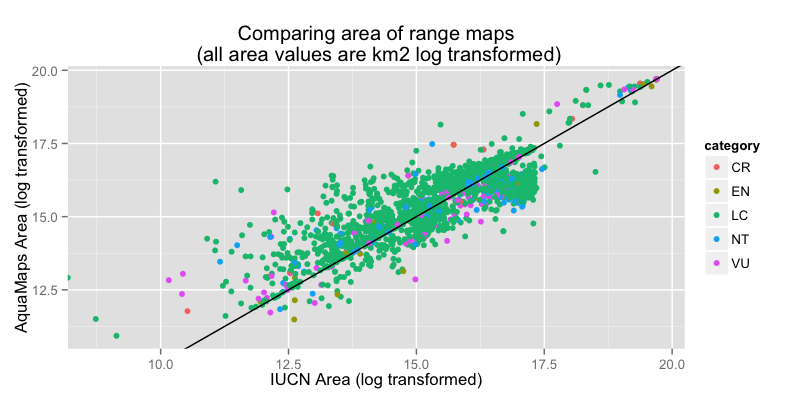 Comparing area of range maps
(all area values are km2 log transformed)
20.0
17.5
15.0
12.5
AquaMaps Area (log transformed)
10.0
12.5
15.0
17.5
20.0
IUCN Area (log transformed)
category
CR
EN
LC
NT
VU